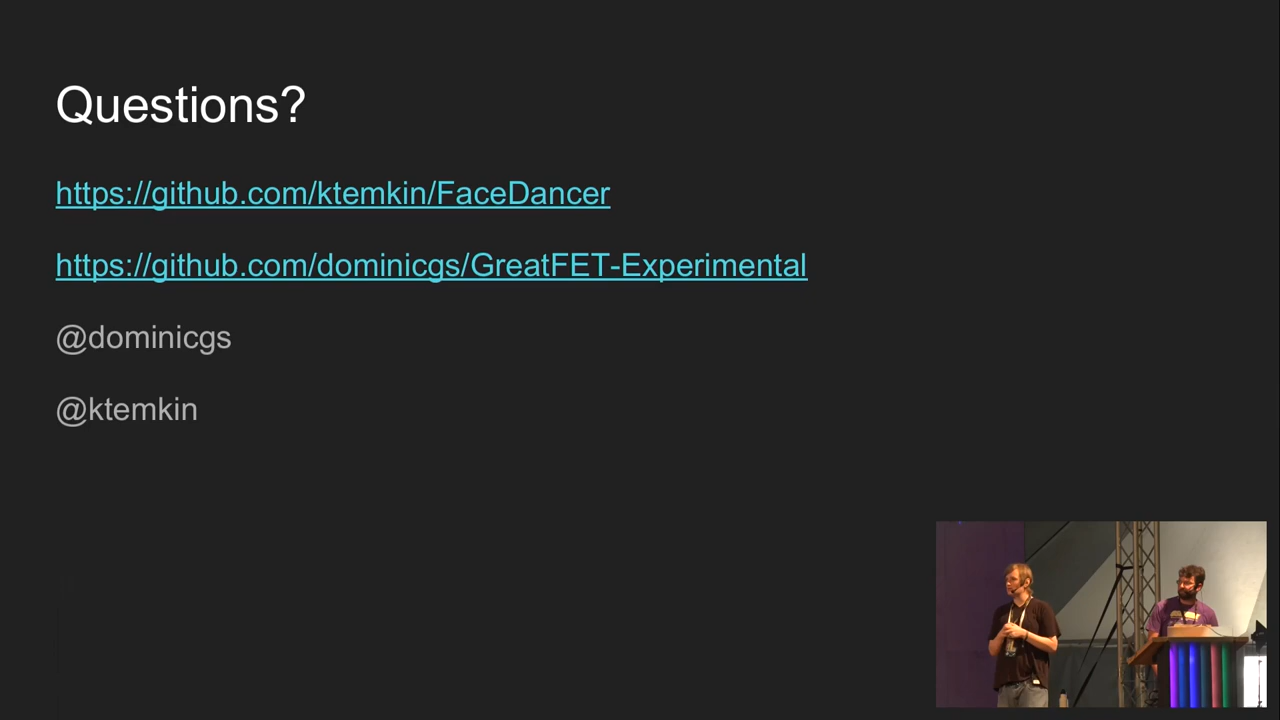 Questions?
https://github.com/ktemkin/FaceDancer
https://github.com/dominicgs/GreatFET-Experimental
@dominicgs
@ktemkin